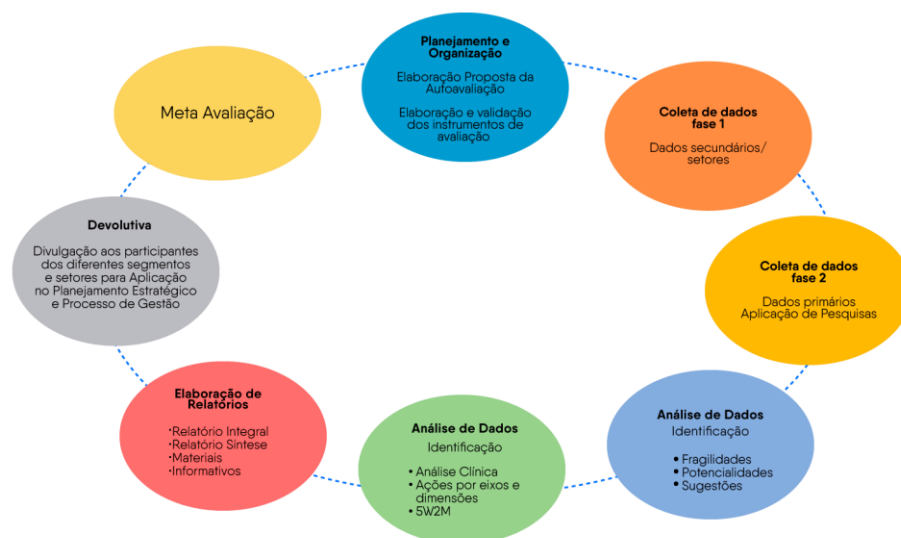 Planejamento e
Organização
Elaboração Proposta da
Autoavaliação
Elaboração e validação
dos instrumentos de
avaliação
Coleta de dados
fase 1
Dados secundários/
setores
Coleta de dados
fase 2
Dados primários
Aplicação de Pesquisas
Análise de Dados
Identificação
• Fragilidades
• Potencialidades
• Sugestões
Análise de Dados
Identificação
• Análise Clínica
• Ações por eixos e
dimensões
• 5W2M
Elaboração de
Relatórios
·Relatório Integral
·Relatório Síntese
·Materiais
·Informativos
Devolutiva
Divulgação aos participantes
dos diferentes segmentos
e setores para Aplicação
no Planejamento Estratégico
e Processo de Gestão
Meta Avaliação